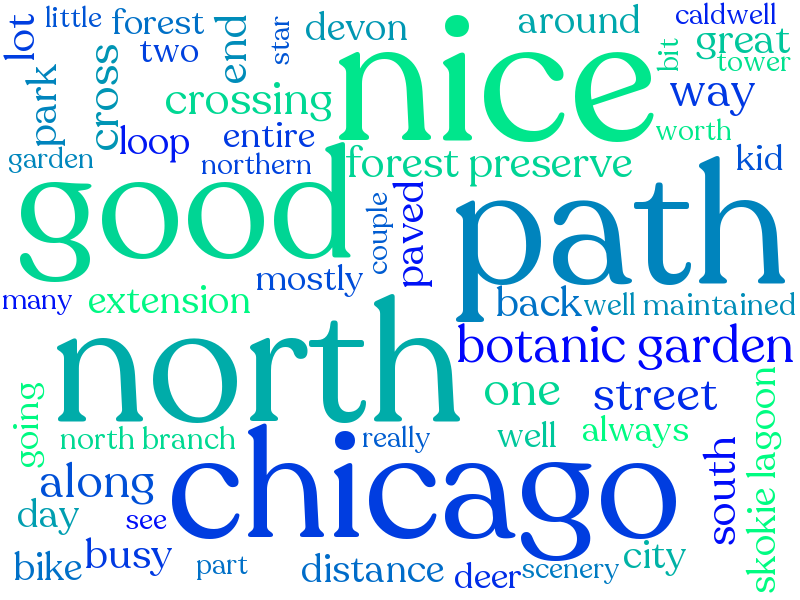 lot
little
forest
two
cross
end
star
devon
around
caldwell
bit
great
tower
nice
way
park
crossing
loop
entire
worth
garden
northern
forest preserve
kid
good
couple
paved
path
mostly
many
extension
back
well maintained
north
botanic garden
one
street
going
north branch
really
well
always
skokie lagoon
along
chicago
south
day
see
bike
busy
part
distance
deer
scenery
city